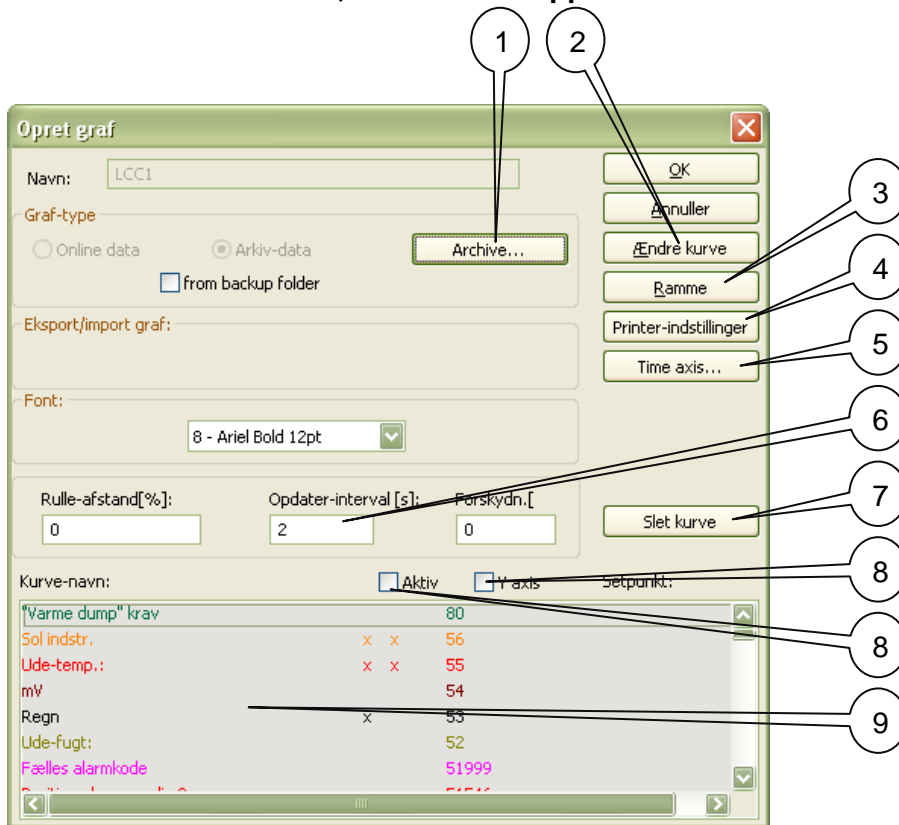 1
2
Opret graf
Navn:
LCC1
OK
Annuller
3
Graf-type
Online data
Arkiv-data
Archive...
Ændre kurve
from backup folder
Ramme
4
Eksport/import graf:
Printer-indstillinger
5
Time axis...
Font:
8 - Ariel Bold 12pt
6
Rulle-afstand[%]:
Opdater-interval [s]:
Forskydn.[
0
2
0
Slet kurve
7
Kurve-navn:
Aktiv
Y axis
Setpunkt:
8
"Varme dump" krav 80
Sol indstr. x x 56
8
Ude-temp.: x x 55
mV 54
Regn x 53
9
Ude-fugt: 52
Fælles alarmkode 51999